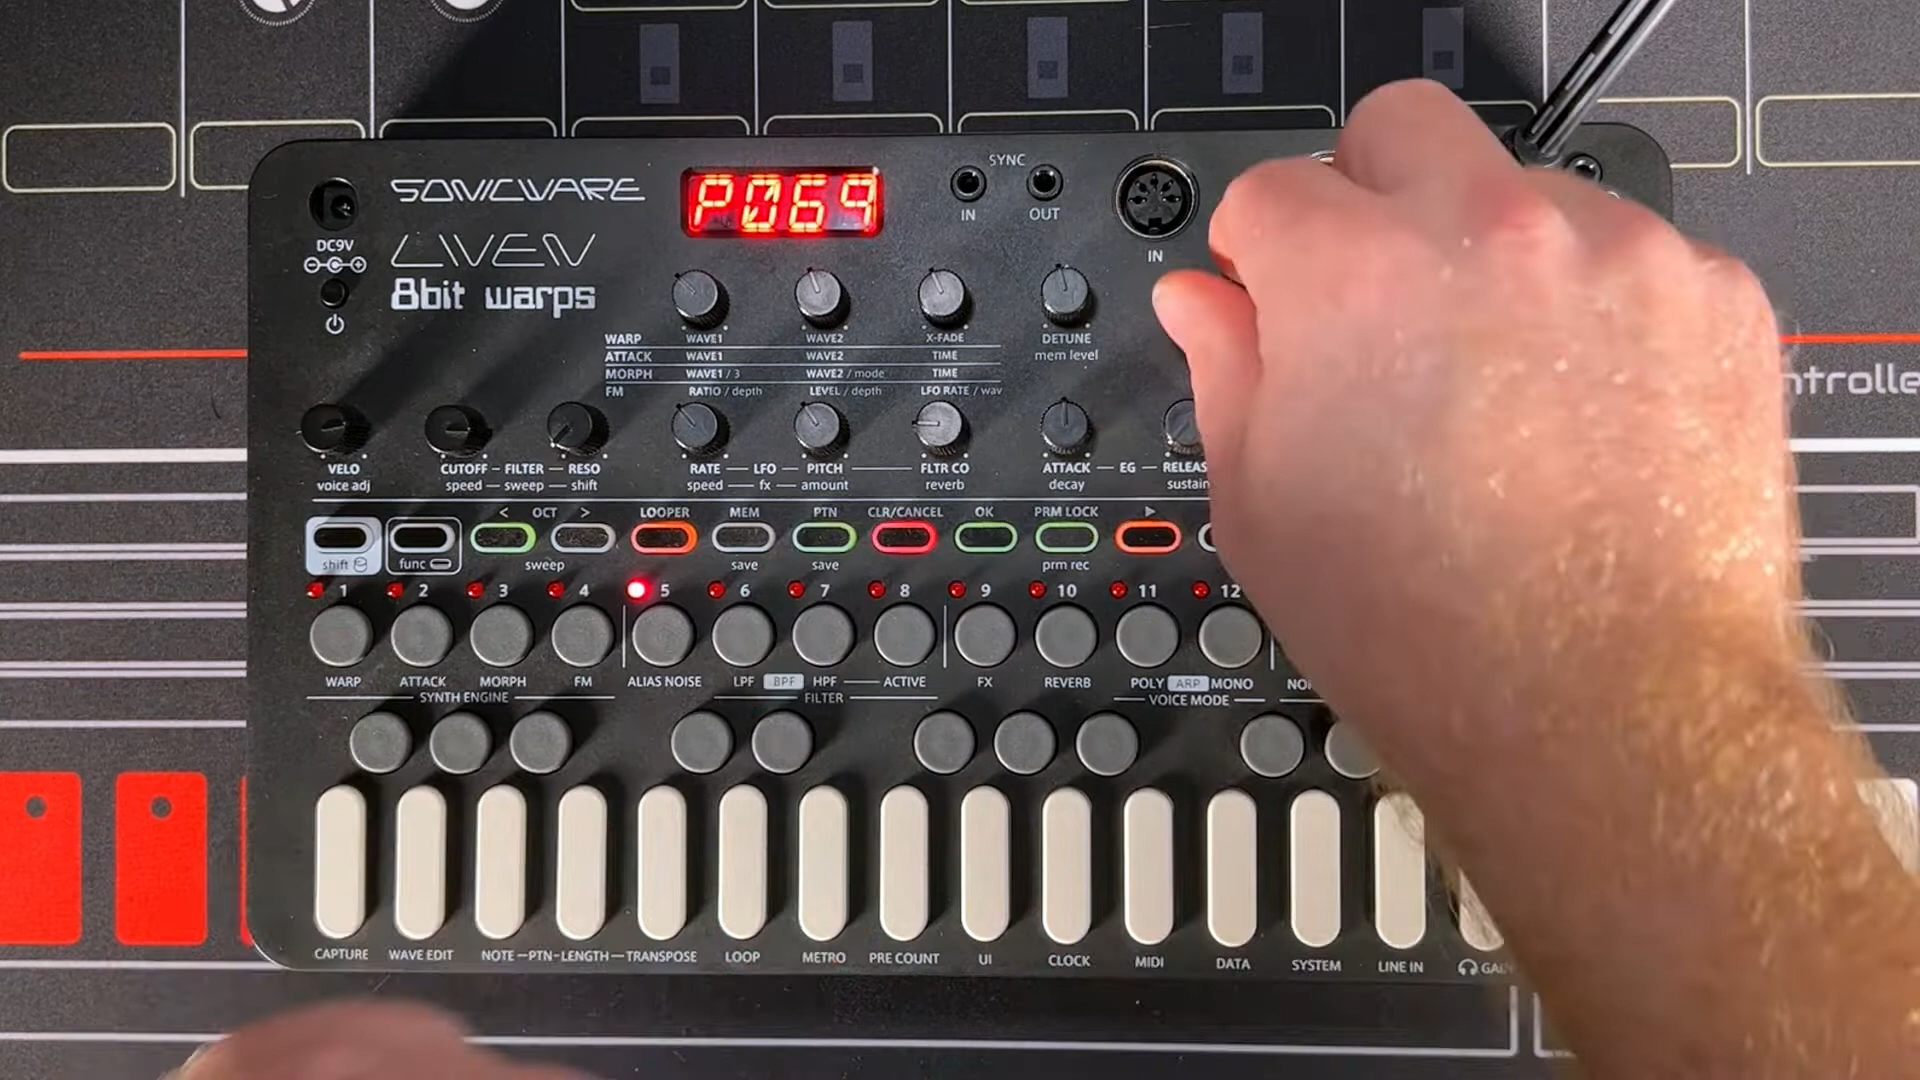 SONICWARE
LIVEN
8bit warps
P069
SYNC
IN OUT
IN
DC9V
WARP WAVE1 WAVE2 X-FADE
ATTACK WAVE1 WAVE2 TIME
MORPH WAVE1 / 3 WAVE2 / mode TIME
FM RATIO / depth LEVEL / depth LFO RATE / wav
DETUNE
mem level
ntrolle
VELO CUTOFF FILTER RESO RATE LFO PITCH FLTR CO ATTACK EG RELEAS
voice adj speed sweep shift speed fx amount reverb decay sustain
< OCT > LOOPER MEM PTN CLR/CANCEL OK PRM LOCK
shift func sweep save save prm rec
1 2 3 4 5 6 7 8 9 10 11 12
WARP ATTACK MORPH FM ALIAS NOISE LPF BPF HPF ACTIVE FX REVERB POLY ARP MONO
SYNTH ENGINE FILTER VOICE MODE
CAPTURE WAVE EDIT NOTE PTN LENGTH TRANSPOSE LOOP METRO PRE COUNT UI CLOCK MIDI DATA SYSTEM LINE IN